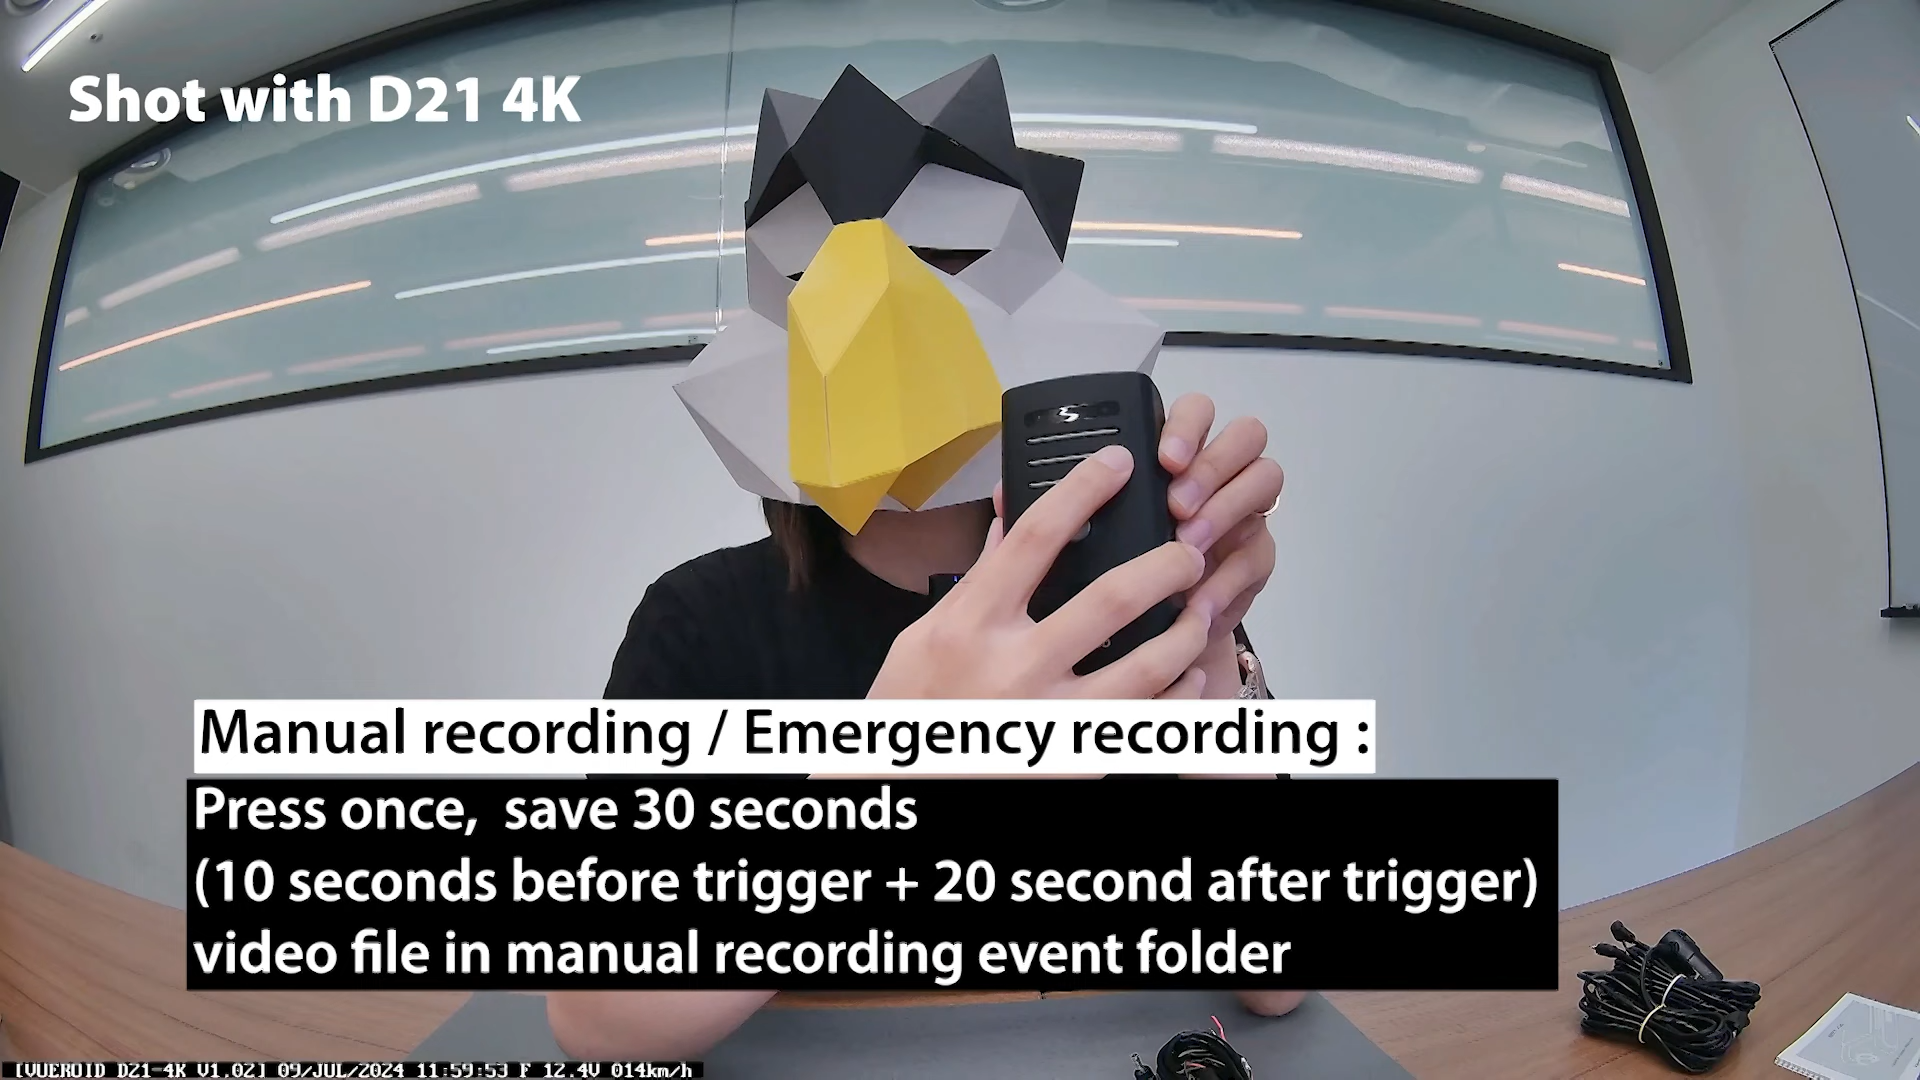 Shot with D21 4K
Manual recording / Emergency recording :
Press once, save 30 seconds
(10 seconds before trigger + 20 second after trigger)
video file in manual recording event folder
[VUEROID D21-4K V1.02] 09/JUL/2024 11:59:53 F 12.4V 014km/h